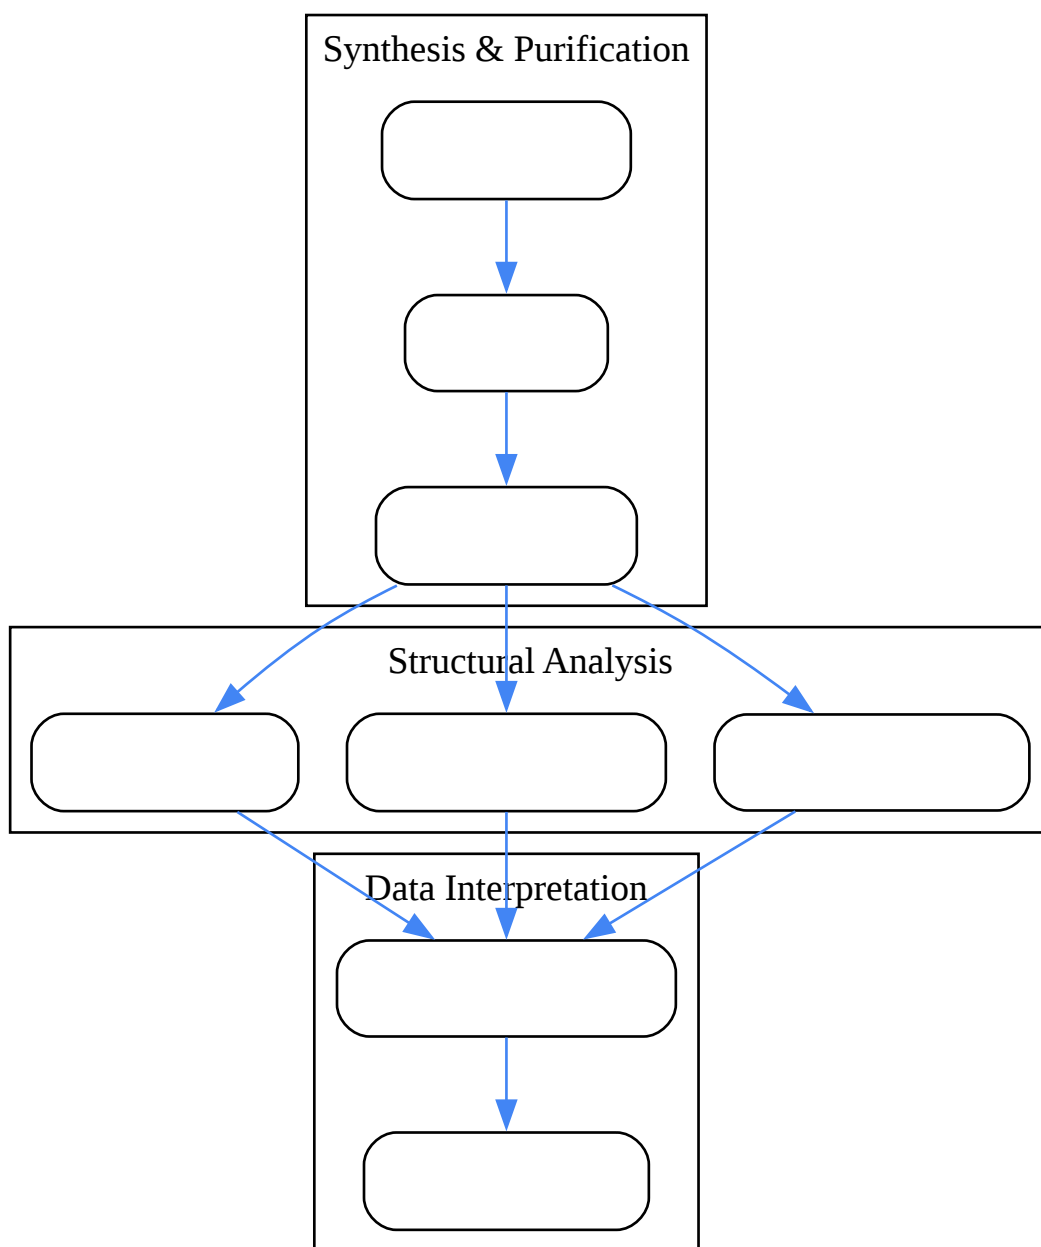 Synthesis & Purification
Structural Analysis
Data Interpretation